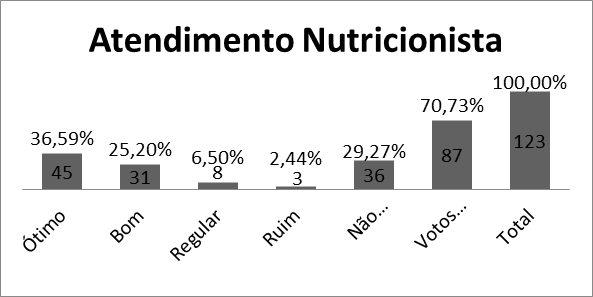 Atendimento Nutricionista
36,59% 25,20% 6,50% 2,44% 29,27% 70,73% 100,00%
45 31 8 3 36 87 123
Ótimo Bom Regular Ruim Não... Votos... Total